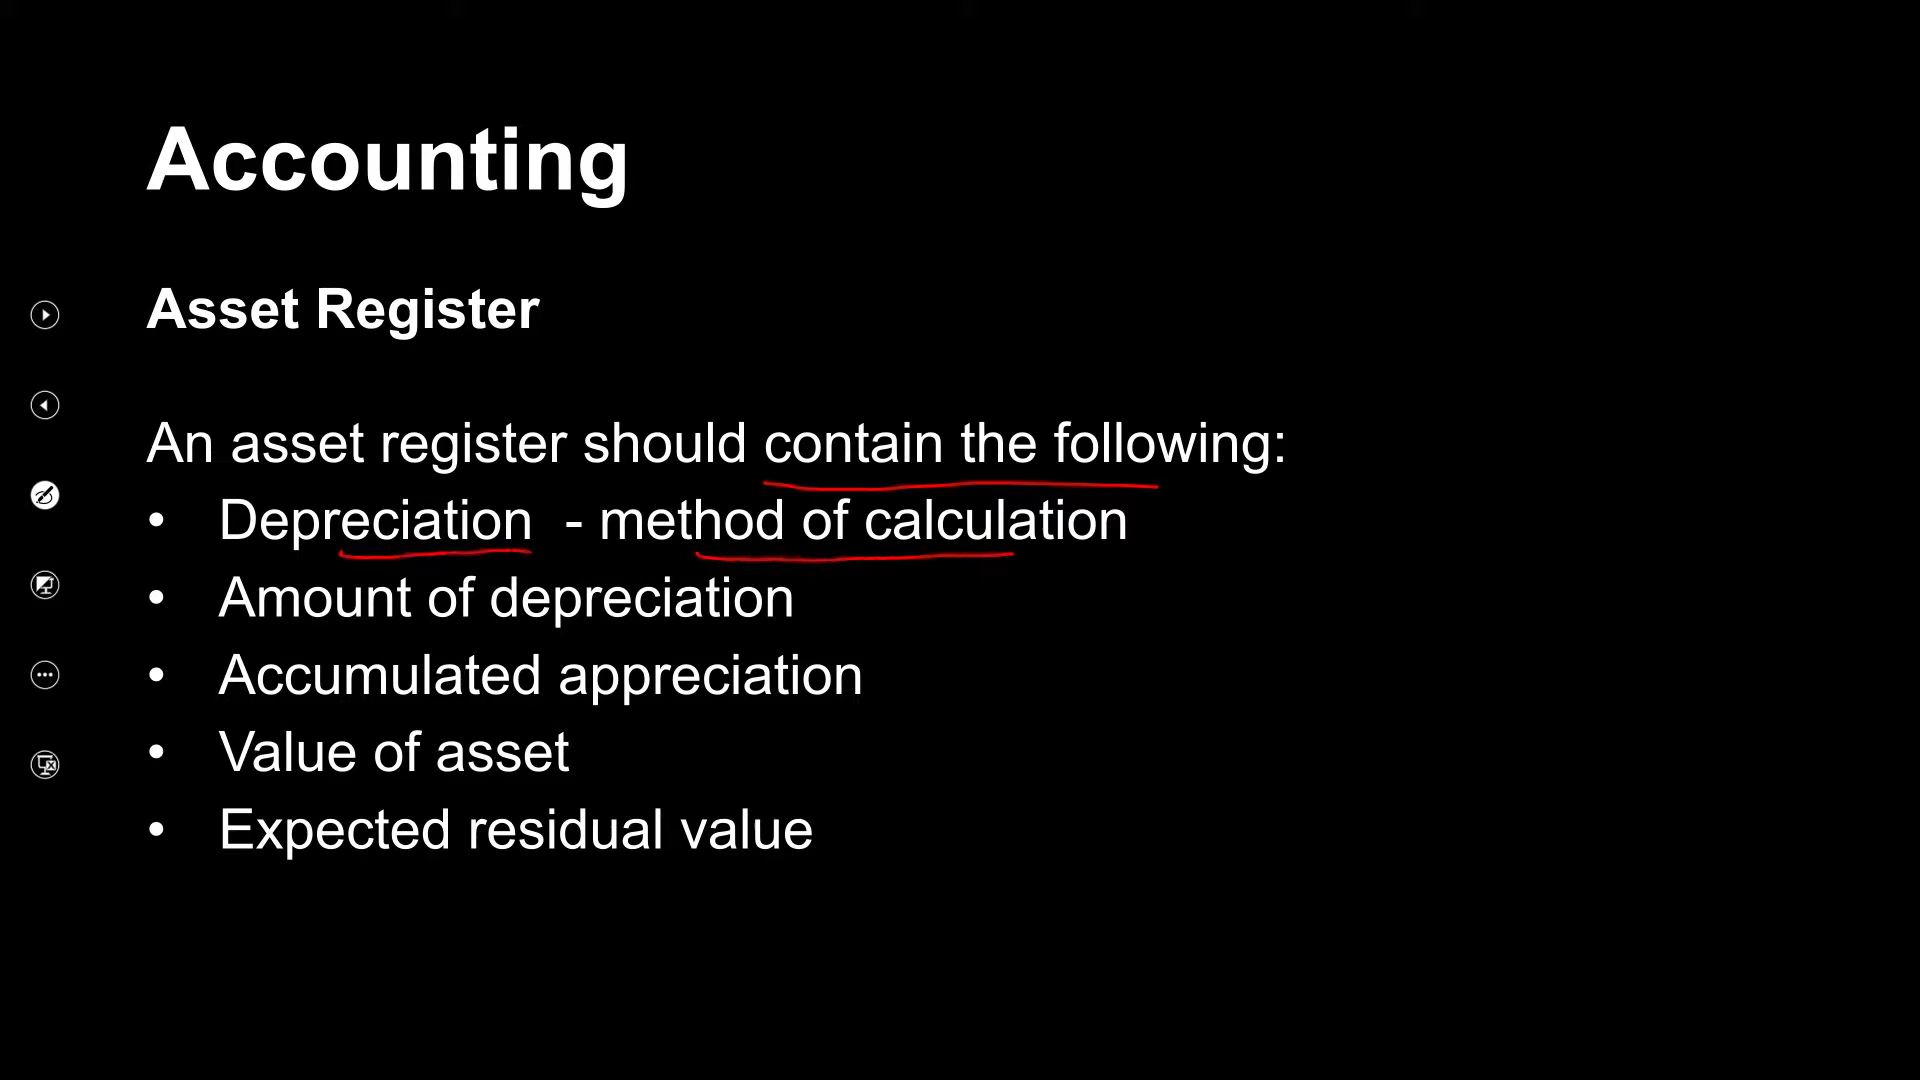 Accounting
Asset Register
An asset register should contain the following:
• Depreciation - method of calculation
• Amount of depreciation
• Accumulated appreciation
• Value of asset
• Expected residual value